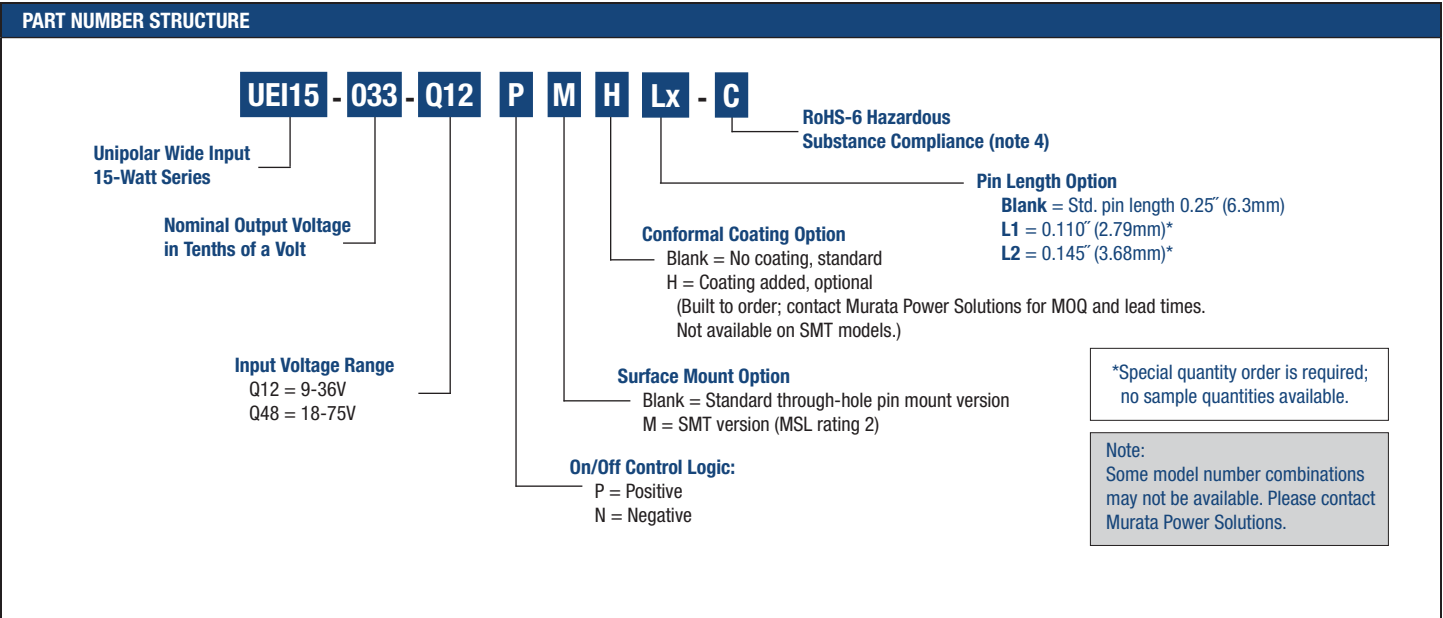 PART NUMBER STRUCTURE
UEI15 - 033 - Q12 P M H Lx - C
RoHS-6 Hazardous
Substance Compliance (note 4)
Unipolar Wide Input
15-Watt Series
Pin Length Option
Blank = Std. pin length 0.25˝ (6.3mm)
L1 = 0.110˝ (2.79mm)*
L2 = 0.145˝ (3.68mm)*
Nominal Output Voltage
in Tenths of a Volt
Conformal Coating Option
Blank = No coating, standard
H = Coating added, optional
(Built to order; contact Murata Power Solutions for MOQ and lead times.
Not available on SMT models.)
Input Voltage Range
Q12 = 9-36V
Q48 = 18-75V
Surface Mount Option
Blank = Standard through-hole pin mount version
M = SMT version (MSL rating 2)
*Special quantity order is required;
no sample quantities available.
On/Off Control Logic:
P = Positive
N = Negative
Note:
Some model number combinations
may not be available. Please contact
Murata Power Solutions.